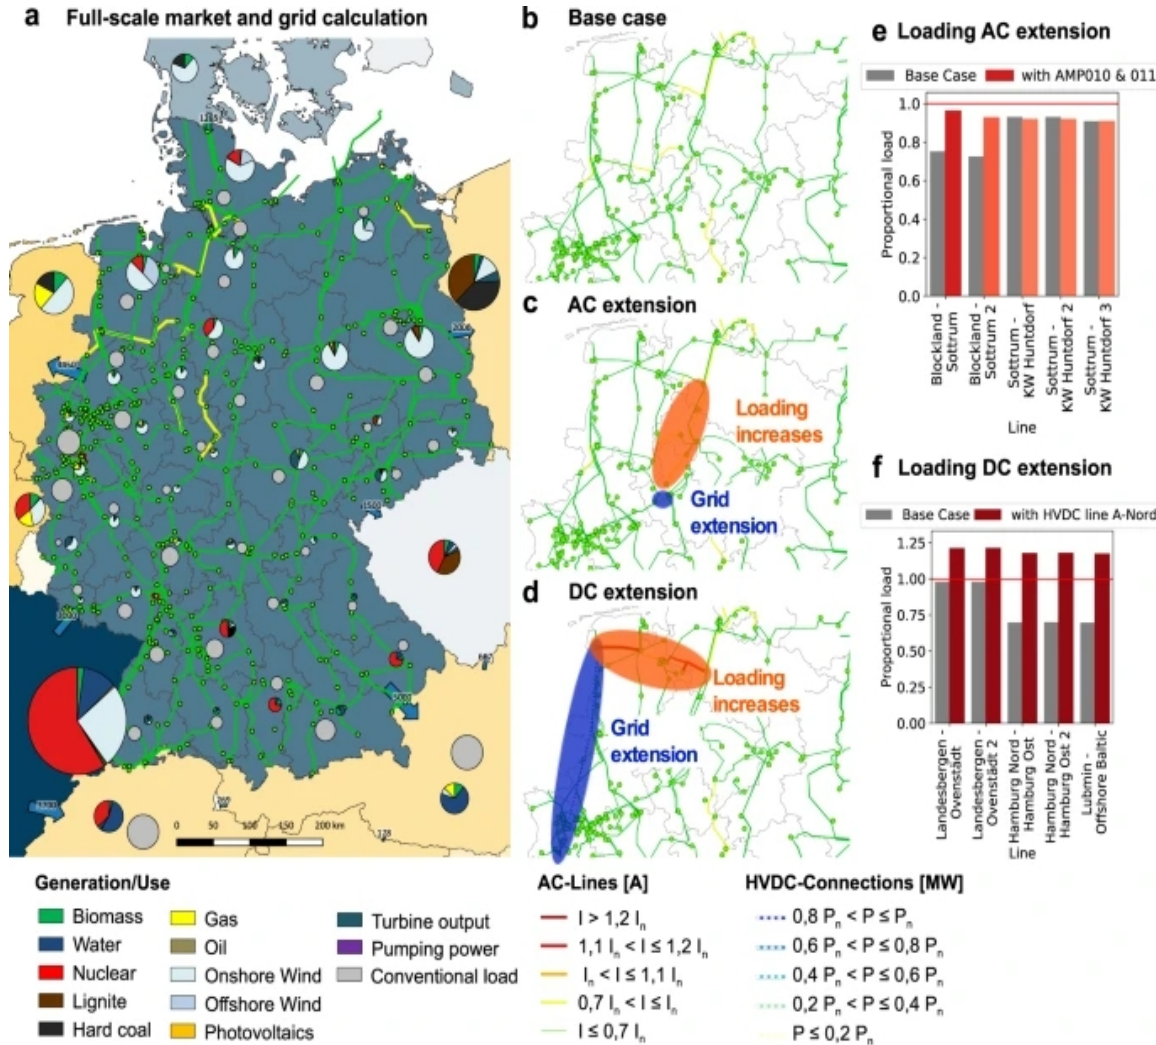 a Full-scale market and grid calculation
2000
1500
687
5000
1700
265
128
0 50 100 150 200 km
b Base case
c AC extension
Loading
increases
Grid
extension
d DC extension
Loading
increases
Grid
extension
e Loading AC extension
Base Case with AMP010 & 011
Proportional load
1.0
0.8
0.6
0.4
0.2
0.0
Blockland -
Sottrum
Blockland -
Sottrum 2
Sottrum -
KW Huntdorf
Sottrum -
KW Huntdorf 2
Sottrum -
KW Huntdorf 3
Line
f Loading DC extension
Base Case with HVDC line A-Nord
Proportional load
1.25
1.00
0.75
0.50
0.25
0.00
Landesbergen -
Ovenstädt
Landesbergen -
Ovenstädt 2
Hamburg Nord -
Hamburg Ost
Hamburg Nord -
Hamburg Ost 2
Lubmin -
Offshore Baltic
Line
Generation/Use
Biomass
Water
Nuclear
Lignite
Hard coal
Gas
Oil
Onshore Wind
Offshore Wind
Photovoltaics
Turbine output
Pumping power
Conventional load
AC-Lines [A]
I > 1,2 Iₙ
1,1 Iₙ < I ≤ 1,2 Iₙ
Iₙ < I ≤ 1,1 Iₙ
0,7 Iₙ < I ≤ Iₙ
I ≤ 0,7 Iₙ
HVDC-Connections [MW]
0,8 Pₙ < P ≤ Pₙ
0,6 Pₙ < P ≤ 0,8 Pₙ
0,4 Pₙ < P ≤ 0,6 Pₙ
0,2 Pₙ < P ≤ 0,4 Pₙ
P ≤ 0,2 Pₙ